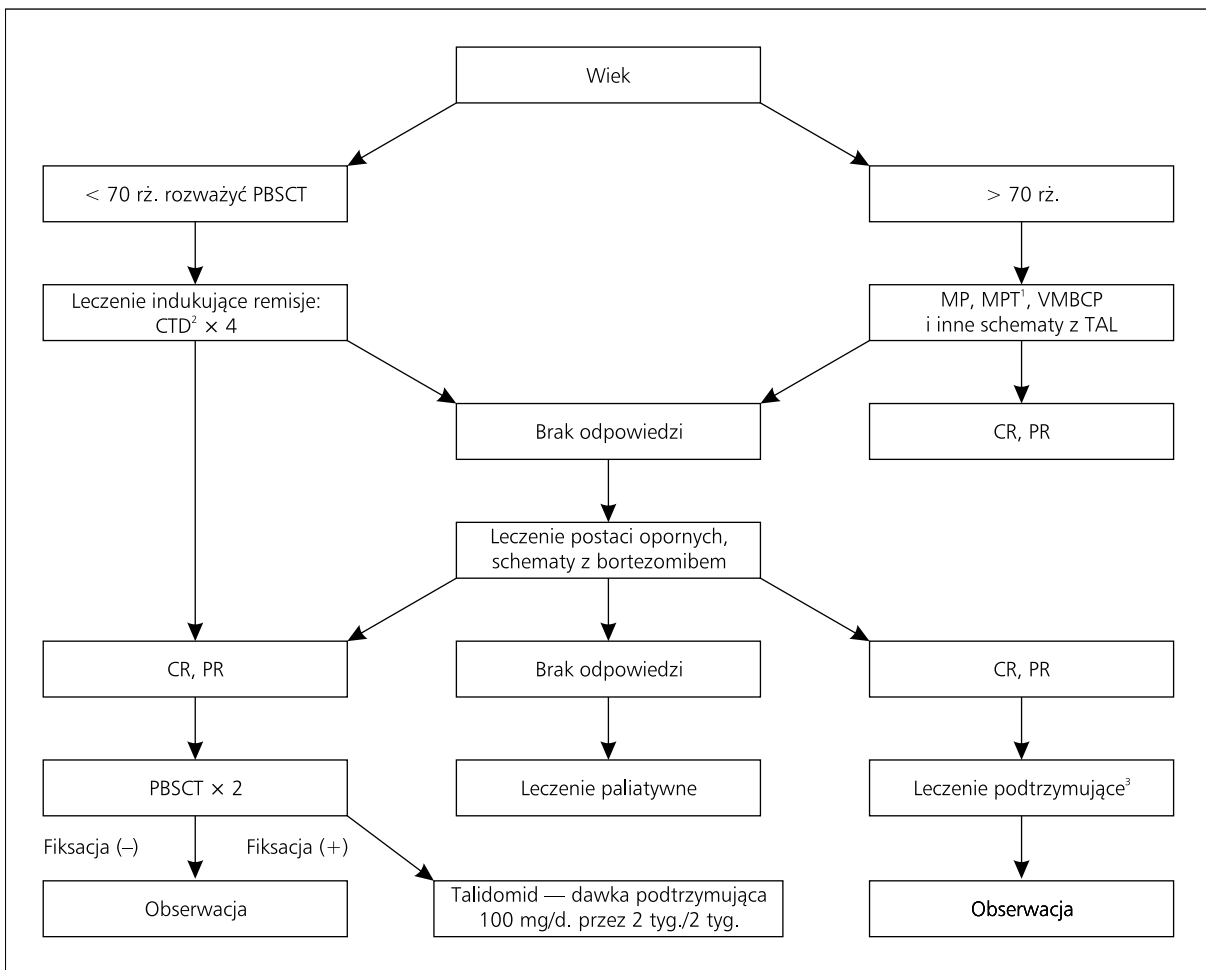 Wiek
< 70 rż. rozważyć PBSCT
> 70 rż.
Leczenie indukujące remisje:
CTD² × 4
MP, MPT¹, VMBCP
i inne schematy z TAL
Brak odpowiedzi
CR, PR
Leczenie postaci opornych,
schematy z bortezomibem
CR, PR
Brak odpowiedzi
CR, PR
PBSCT × 2
Leczenie paliatywne
Leczenie podtrzymujące³
Fiksacja (–)
Fiksacja (+)
Obserwacja
Talidomid — dawka podtrzymująca
100 mg/d. przez 2 tyg./2 tyg.
Obserwacja